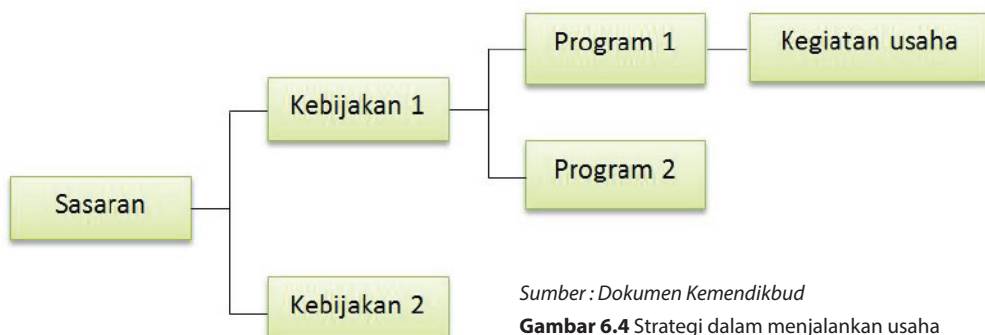 Program 1
Kegiatan usaha
Kebijakan 1
Program 2
Sasaran
Kebijakan 2
Sumber : Dokumen Kemendikbud
Gambar 6.4 Strategi dalam menjalankan usaha